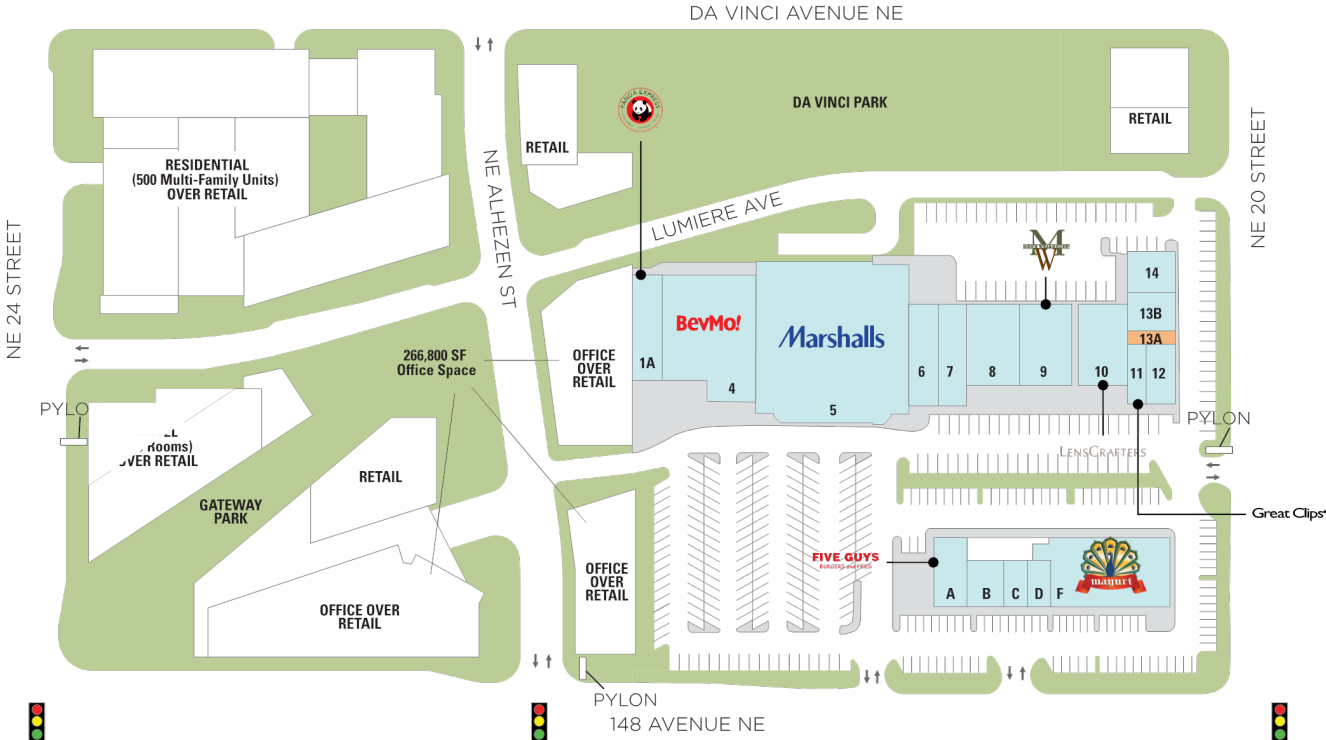 DA VINCI AVENUE NE
PANDA EXPRESS
DA VINCI PARK
RETAIL
RETAIL
RESIDENTIAL
(500 Multi-Family Units)
OVER RETAIL
NE ALHEZEN ST
LUMIERE AVE
NE 20 STREET
NE 24 STREET
MW
14
13B
13A
BevMo!
Marshalls
266,800 SF
Office Space
OFFICE
OVER
RETAIL
1A
4
5
6
7
8
9
10
11
12
PYLO
Rooms)
OVER RETAIL
PYLON
LENSCRAFTERS
RETAIL
GATEWAY
PARK
Great Clips
FIVE GUYS
BURGERS and FRIES
mayuri
OFFICE
OVER
RETAIL
A
B
C
D
F
OFFICE OVER
RETAIL
PYLON
148 AVENUE NE